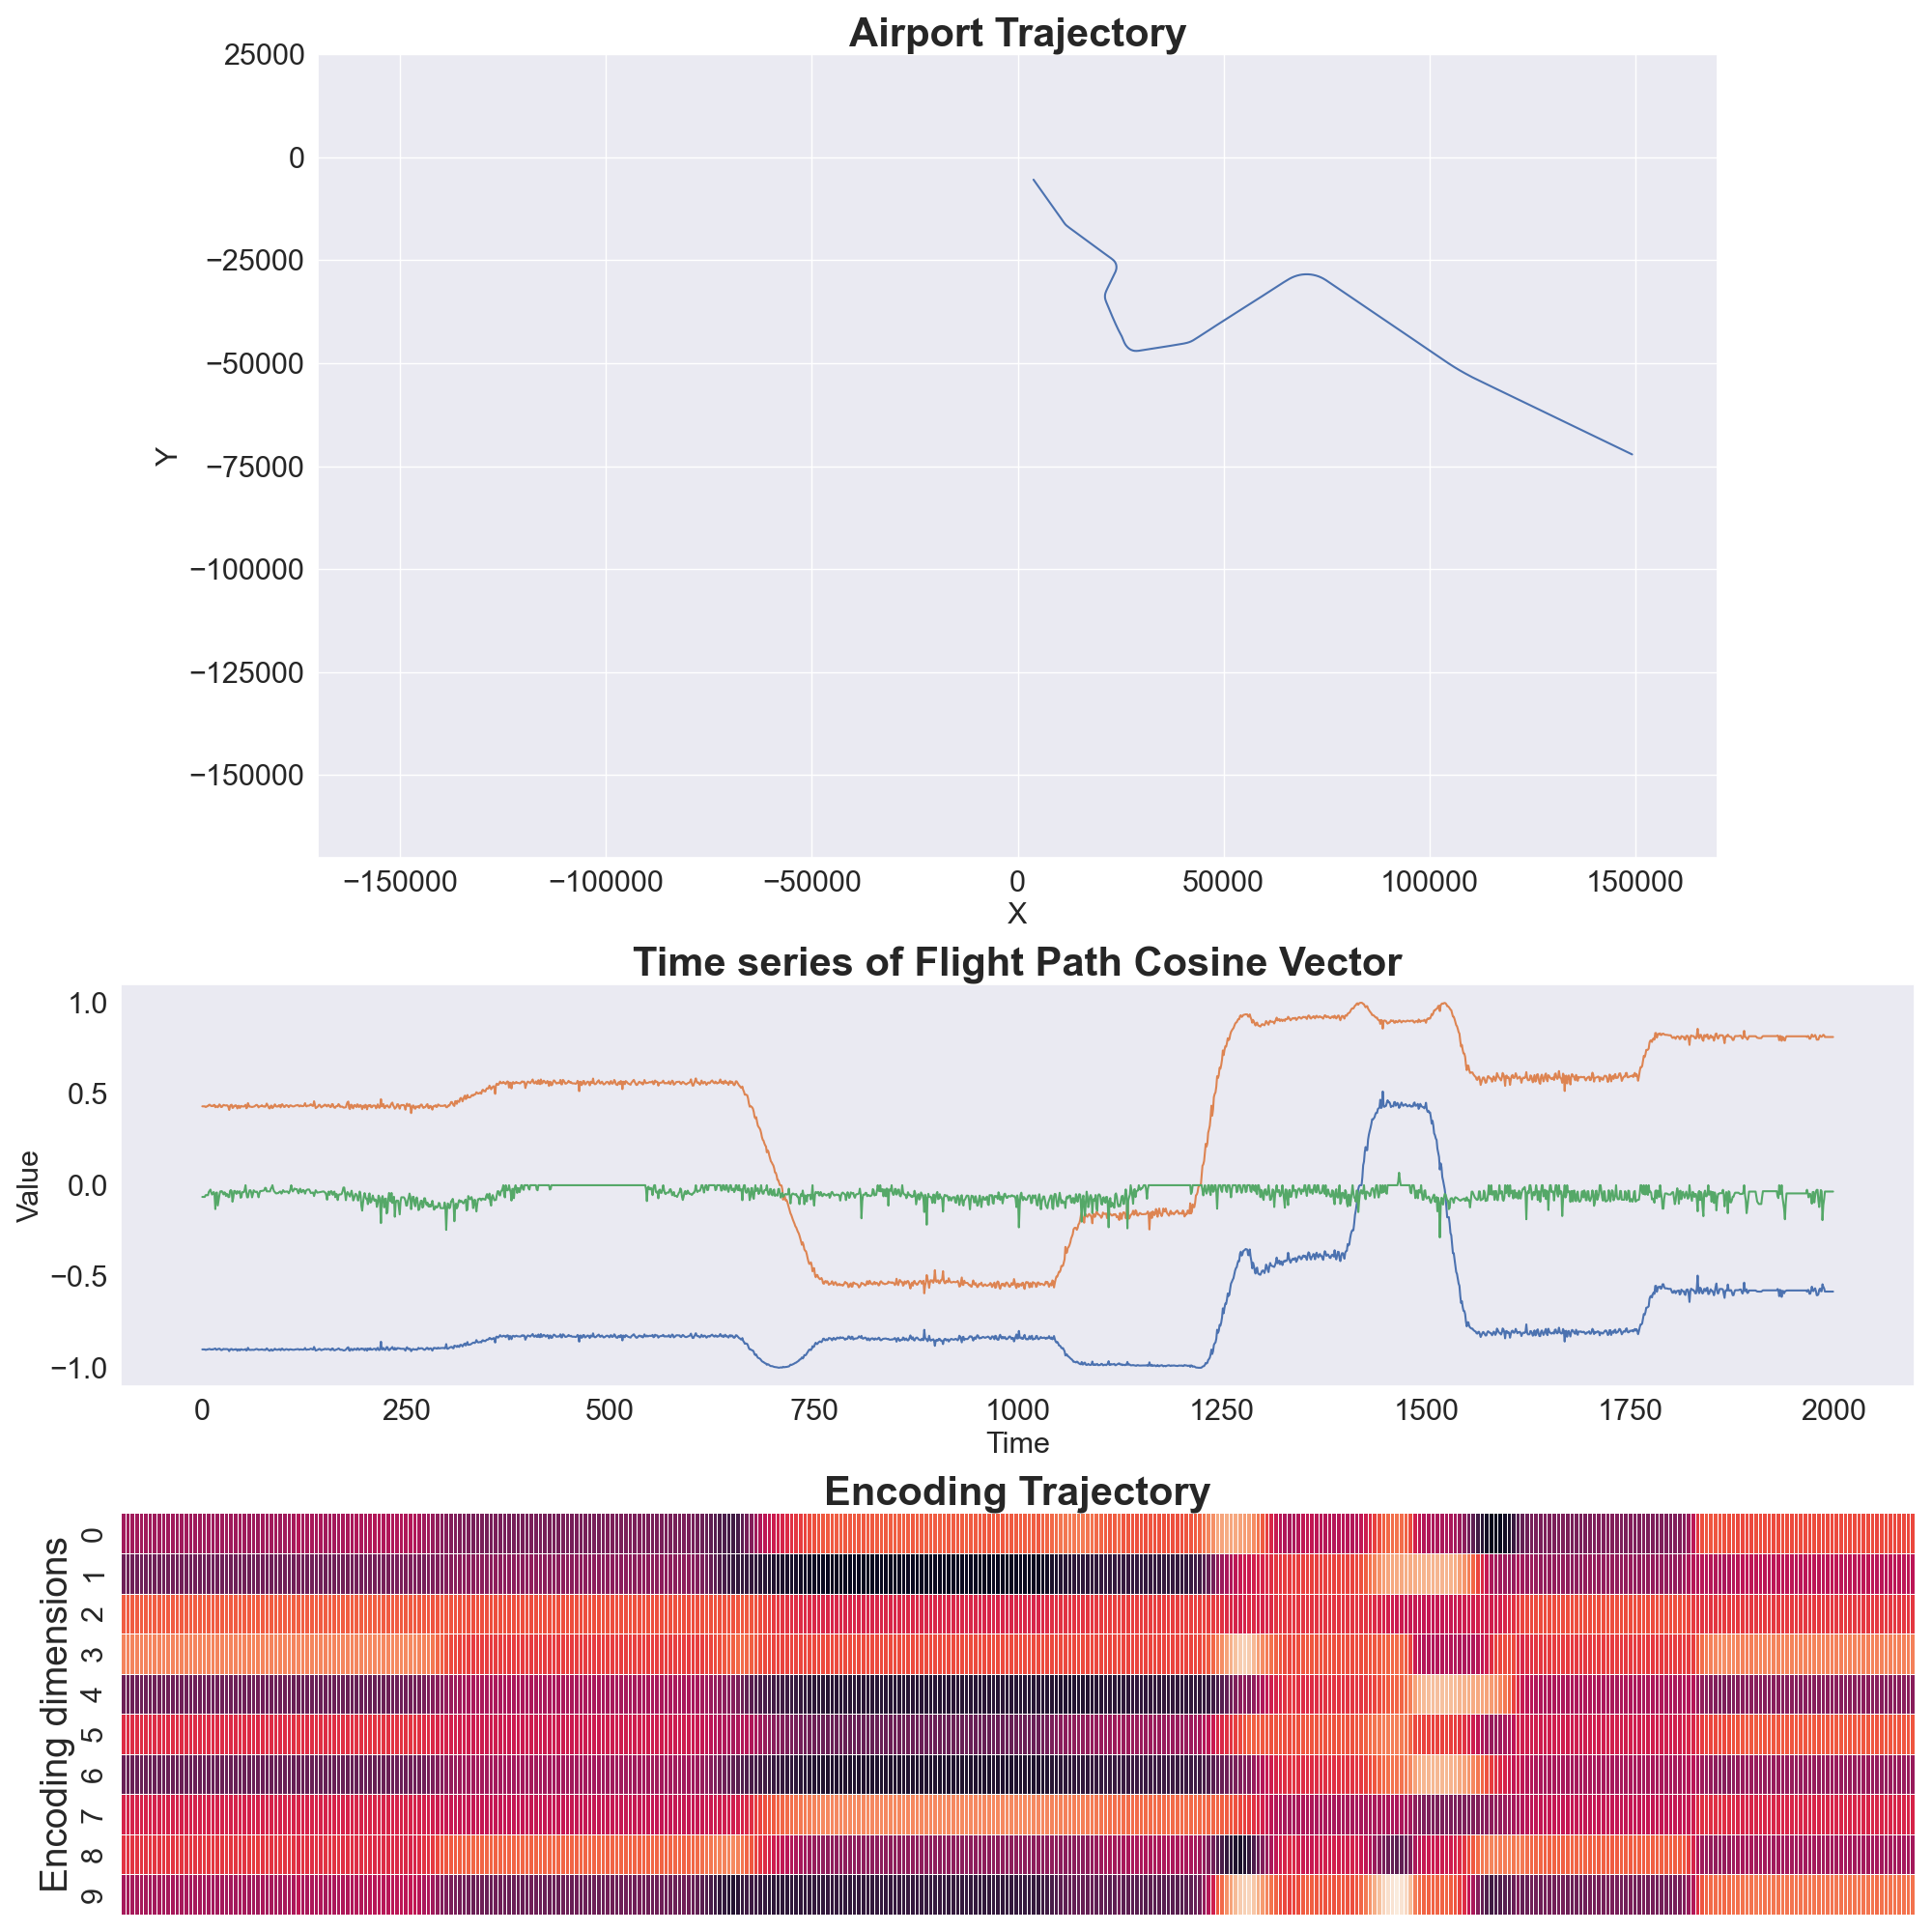 Airport Trajectory
25000
0
−25000
−50000
−75000
−100000
−125000
−150000
Y
−150000 −100000 −50000 0 50000 100000 150000
X
Time series of Flight Path Cosine Vector
1.0
0.5
0.0
−0.5
−1.0
Value
0 250 500 750 1000 1250 1500 1750 2000
Time
Encoding Trajectory
Encoding dimensions
0
1
2
3
4
5
6
7
8
9